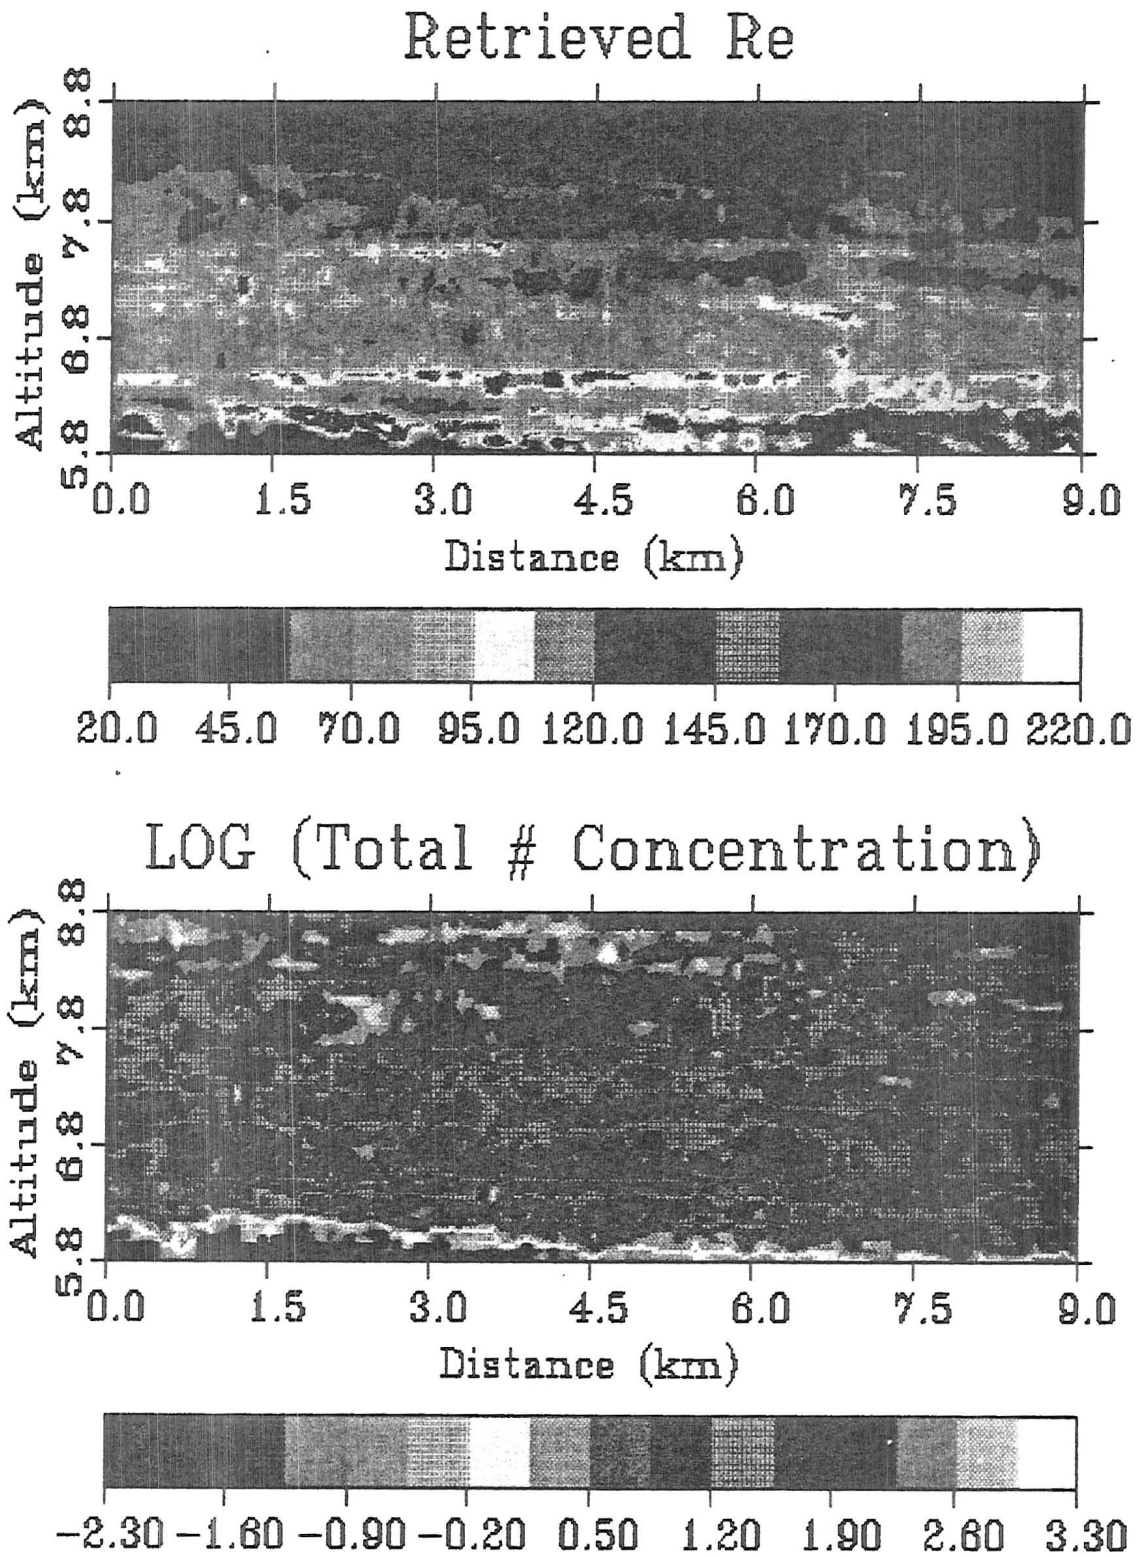 Retrieved Re
Altitude (km)
8.8
7.8
6.8
5.8
0.0 1.5 3.0 4.5 6.0 7.5 9.0
Distance (km)
20.0 45.0 70.0 95.0 120.0 145.0 170.0 195.0 220.0
LOG (Total # Concentration)
Altitude (km)
8.8
7.8
6.8
5.8
0.0 1.5 3.0 4.5 6.0 7.5 9.0
Distance (km)
-2.30 -1.60 -0.90 -0.20 0.50 1.20 1.90 2.60 3.30